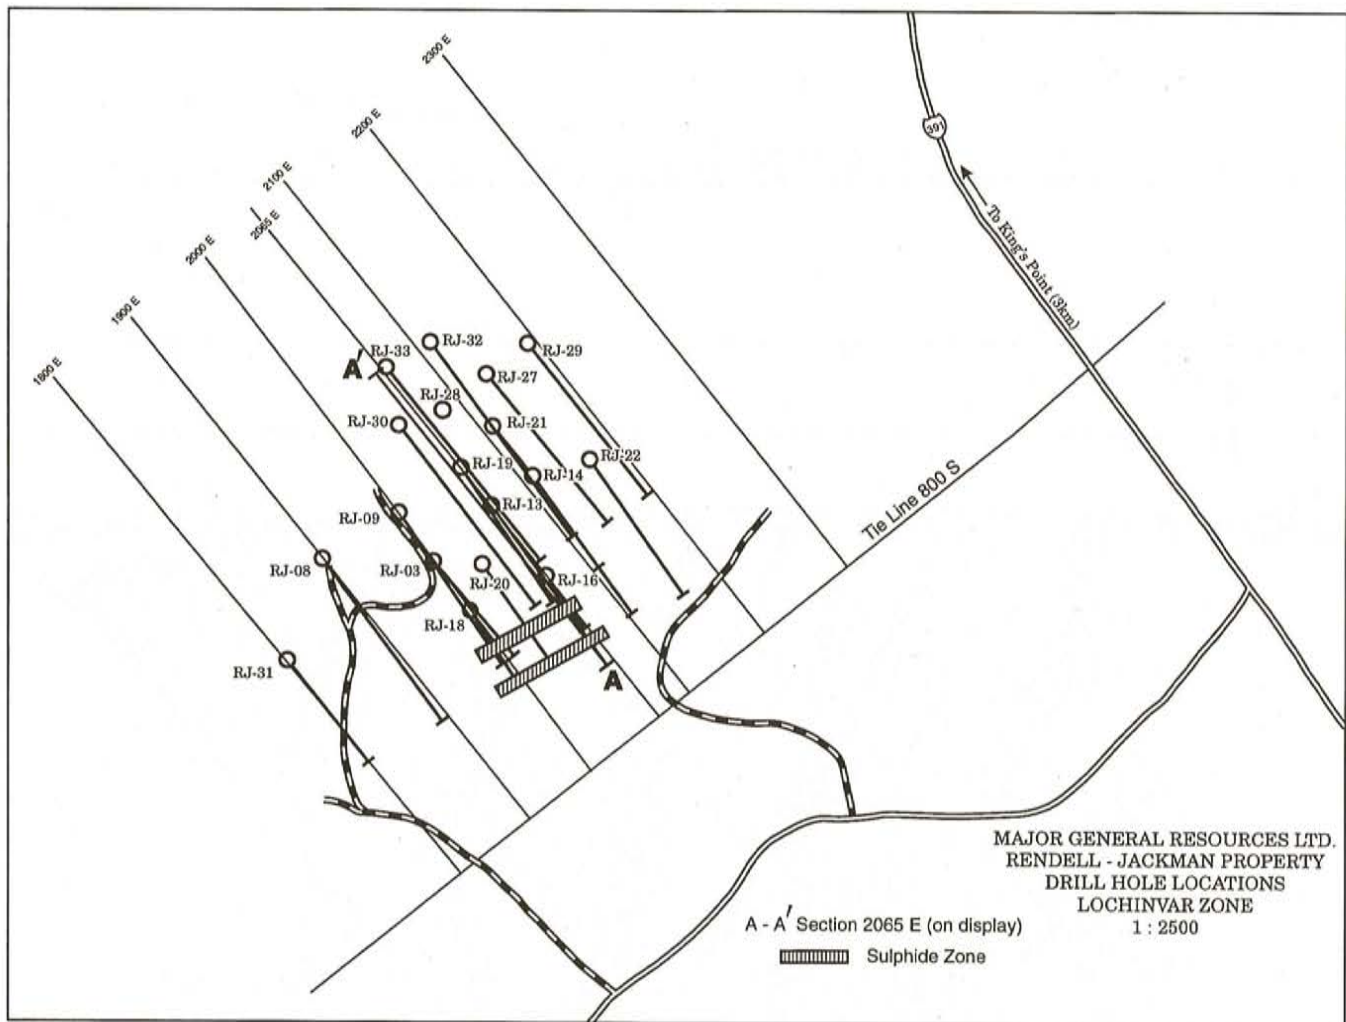 2300 E
2200 E
2100 E
2065 E
2000 E
1900 E
1800 E
391
To King's Point (3km)
Tie Line 800 S
A'
RJ-33
RJ-32
RJ-29
RJ-27
RJ-28
RJ-30
RJ-21
RJ-22
RJ-19
RJ-14
RJ-13
RJ-09
RJ-08
RJ-03
RJ-20
RJ-16
RJ-18
RJ-31
A
MAJOR GENERAL RESOURCES LTD.
RENDELL - JACKMAN PROPERTY
DRILL HOLE LOCATIONS
LOCHINVAR ZONE
1 : 2500
A - A' Section 2065 E (on display)
Sulphide Zone